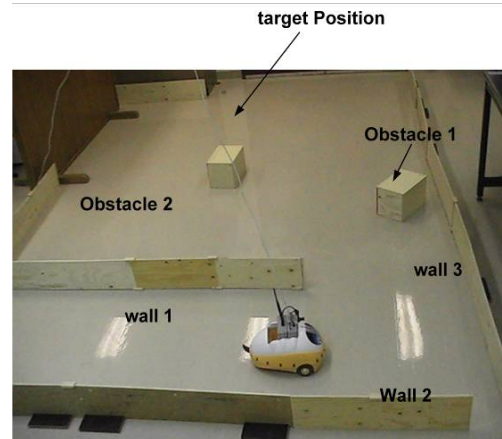 target Position
Obstacle 1
Obstacle 2
wall 3
wall 1
Wall 2